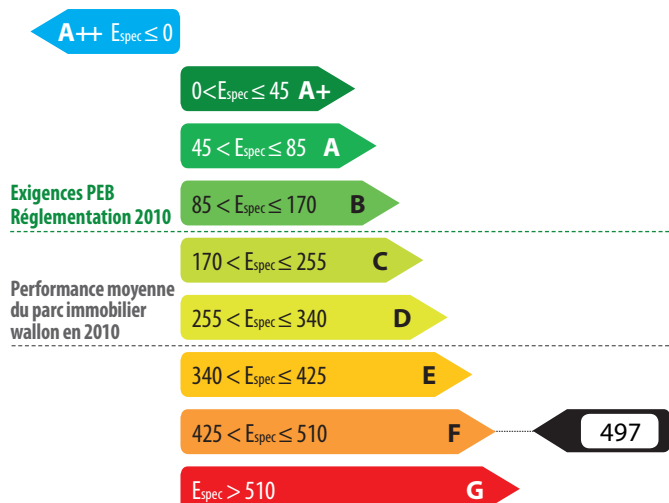 A++ Espec ≤ 0
0<Espec ≤ 45 A+
45 < Espec ≤ 85 A
Exigences PEB
Réglementation 2010
85 < Espec ≤ 170 B
170 < Espec ≤ 255 C
Performance moyenne
du parc immobilier
wallon en 2010
255 < Espec ≤ 340 D
340 < Espec ≤ 425 E
425 < Espec ≤ 510 F
497
Espec > 510 G